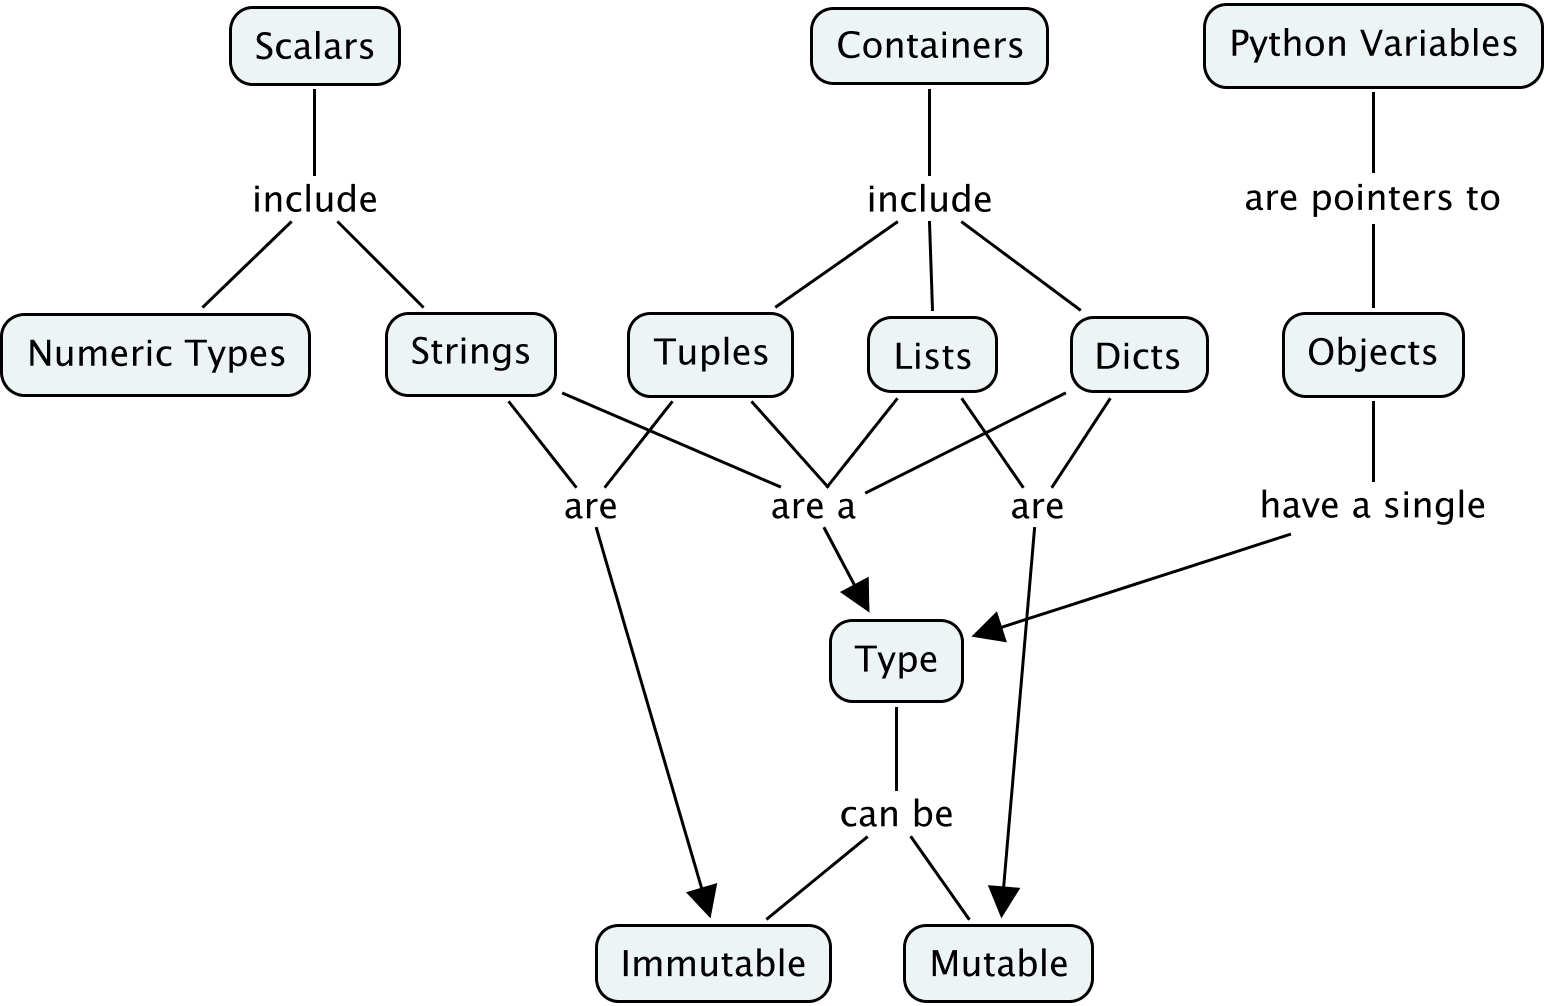 Scalars
Containers
Python Variables
include
include
are pointers to
Numeric Types
Strings
Tuples
Lists
Dicts
Objects
are
are a
are
have a single
Type
can be
Immutable
Mutable